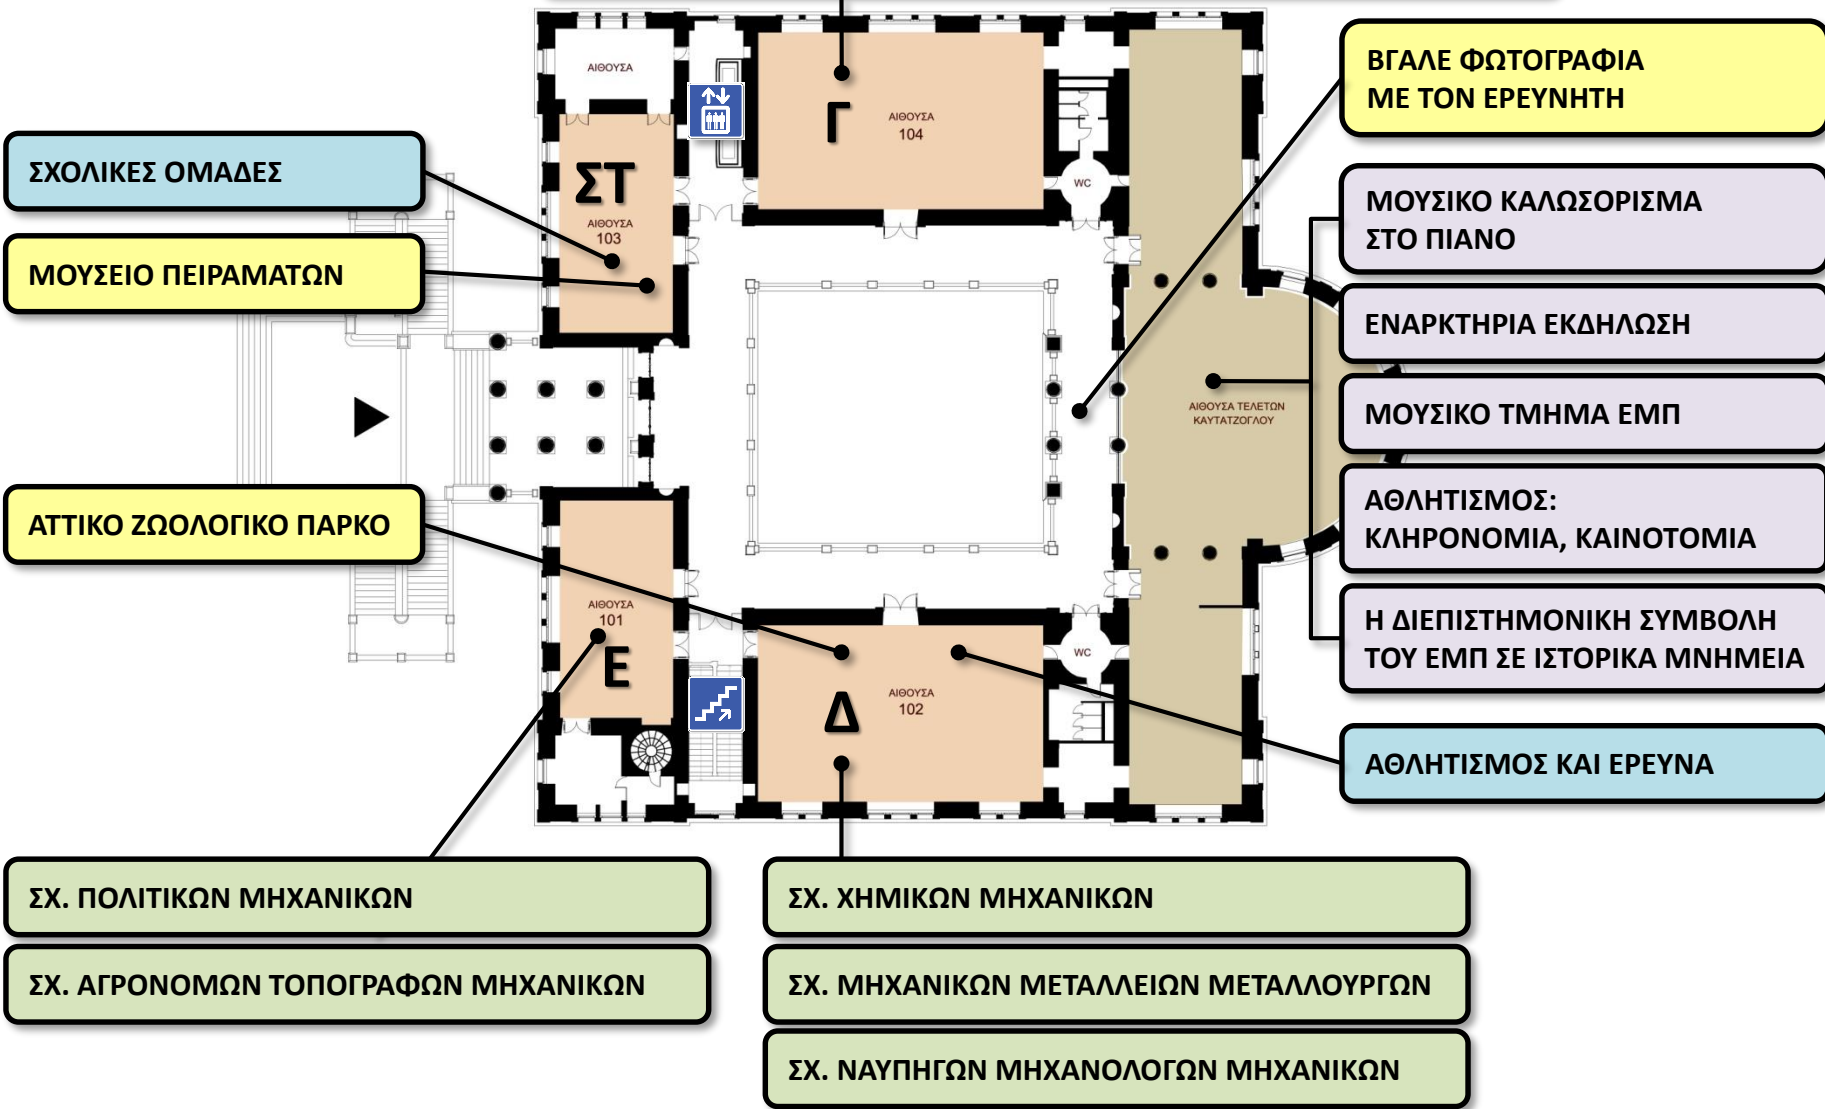 ΒΓΑΛΕ ΦΩΤΟΓΡΑΦΙΑ
ΜΕ ΤΟΝ ΕΡΕΥΝΗΤΗ
ΑΙΘΟΥΣΑ
Γ
ΑΙΘΟΥΣΑ
104
ΣΧΟΛΙΚΕΣ ΟΜΑΔΕΣ
ΣΤ
ΑΙΘΟΥΣΑ
103
WC
ΜΟΥΣΙΚΟ ΚΑΛΩΣΟΡΙΣΜΑ
ΣΤΟ ΠΙΑΝΟ
ΜΟΥΣΕΙΟ ΠΕΙΡΑΜΑΤΩΝ
ΕΝΑΡΚΤΗΡΙΑ ΕΚΔΗΛΩΣΗ
ΑΙΘΟΥΣΑ ΤΕΛΕΤΩΝ
ΚΑΥΤΑΤΖΟΓΛΟΥ
ΜΟΥΣΙΚΟ ΤΜΗΜΑ ΕΜΠ
ΑΤΤΙΚΟ ΖΩΟΛΟΓΙΚΟ ΠΑΡΚΟ
ΑΘΛΗΤΙΣΜΟΣ:
ΚΛΗΡΟΝΟΜΙΑ, ΚΑΙΝΟΤΟΜΙΑ
ΑΙΘΟΥΣΑ
101
Ε
Η ΔΙΕΠΙΣΤΗΜΟΝΙΚΗ ΣΥΜΒΟΛΗ
ΤΟΥ ΕΜΠ ΣΕ ΙΣΤΟΡΙΚΑ ΜΝΗΜΕΙΑ
WC
Δ
ΑΙΘΟΥΣΑ
102
ΑΘΛΗΤΙΣΜΟΣ ΚΑΙ ΕΡΕΥΝΑ
ΣΧ. ΠΟΛΙΤΙΚΩΝ ΜΗΧΑΝΙΚΩΝ
ΣΧ. ΑΓΡΟΝΟΜΩΝ ΤΟΠΟΓΡΑΦΩΝ ΜΗΧΑΝΙΚΩΝ
ΣΧ. ΧΗΜΙΚΩΝ ΜΗΧΑΝΙΚΩΝ
ΣΧ. ΜΗΧΑΝΙΚΩΝ ΜΕΤΑΛΛΕΙΩΝ ΜΕΤΑΛΛΟΥΡΓΩΝ
ΣΧ. ΝΑΥΠΗΓΩΝ ΜΗΧΑΝΟΛΟΓΩΝ ΜΗΧΑΝΙΚΩΝ